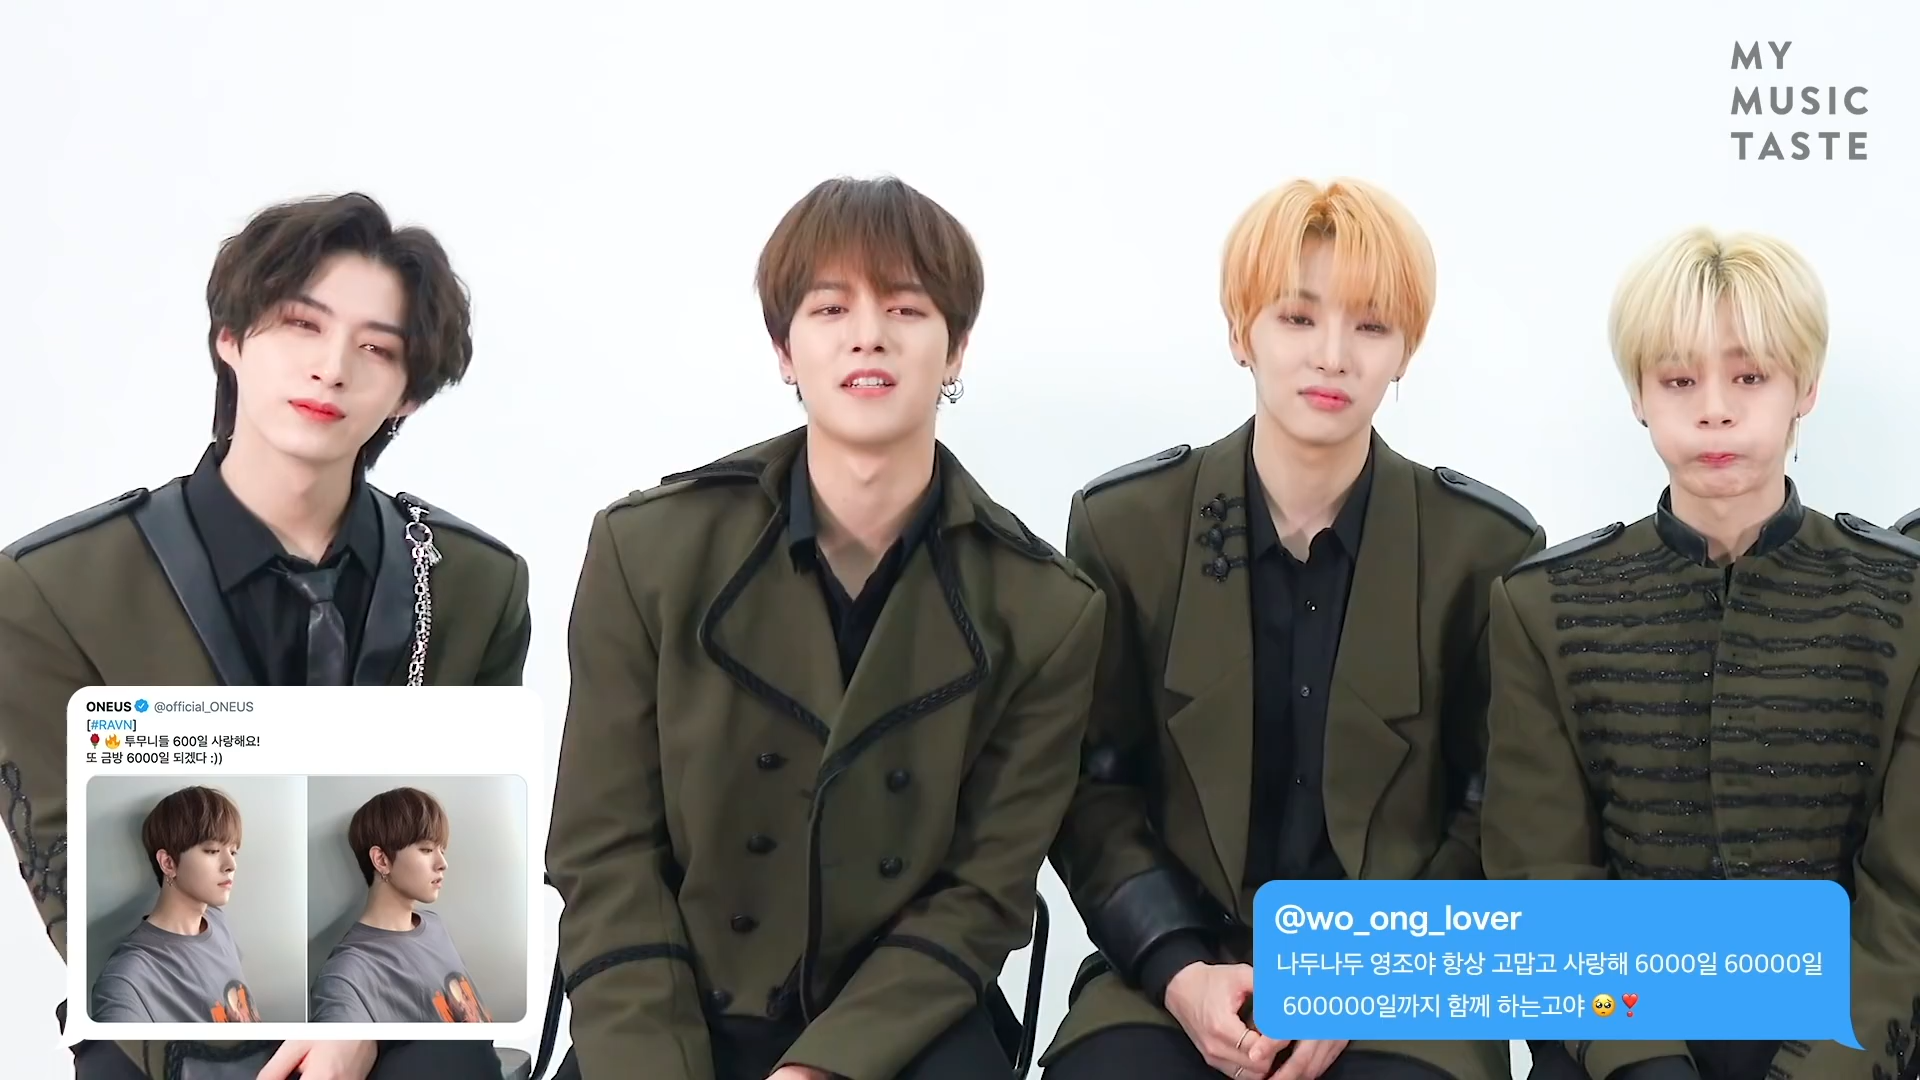 MY
MUSIC
TASTE
ONEUS @official_ONEUS
[#RAVN]
🌹🔥 투무니들 600일 사랑해요!
또 금방 6000일 되겠다 :))
@wo_ong_lover
나두나두 영조야 항상 고맙고 사랑해 6000일 60000일
600000일까지 함께 하는고야 🥺❣️